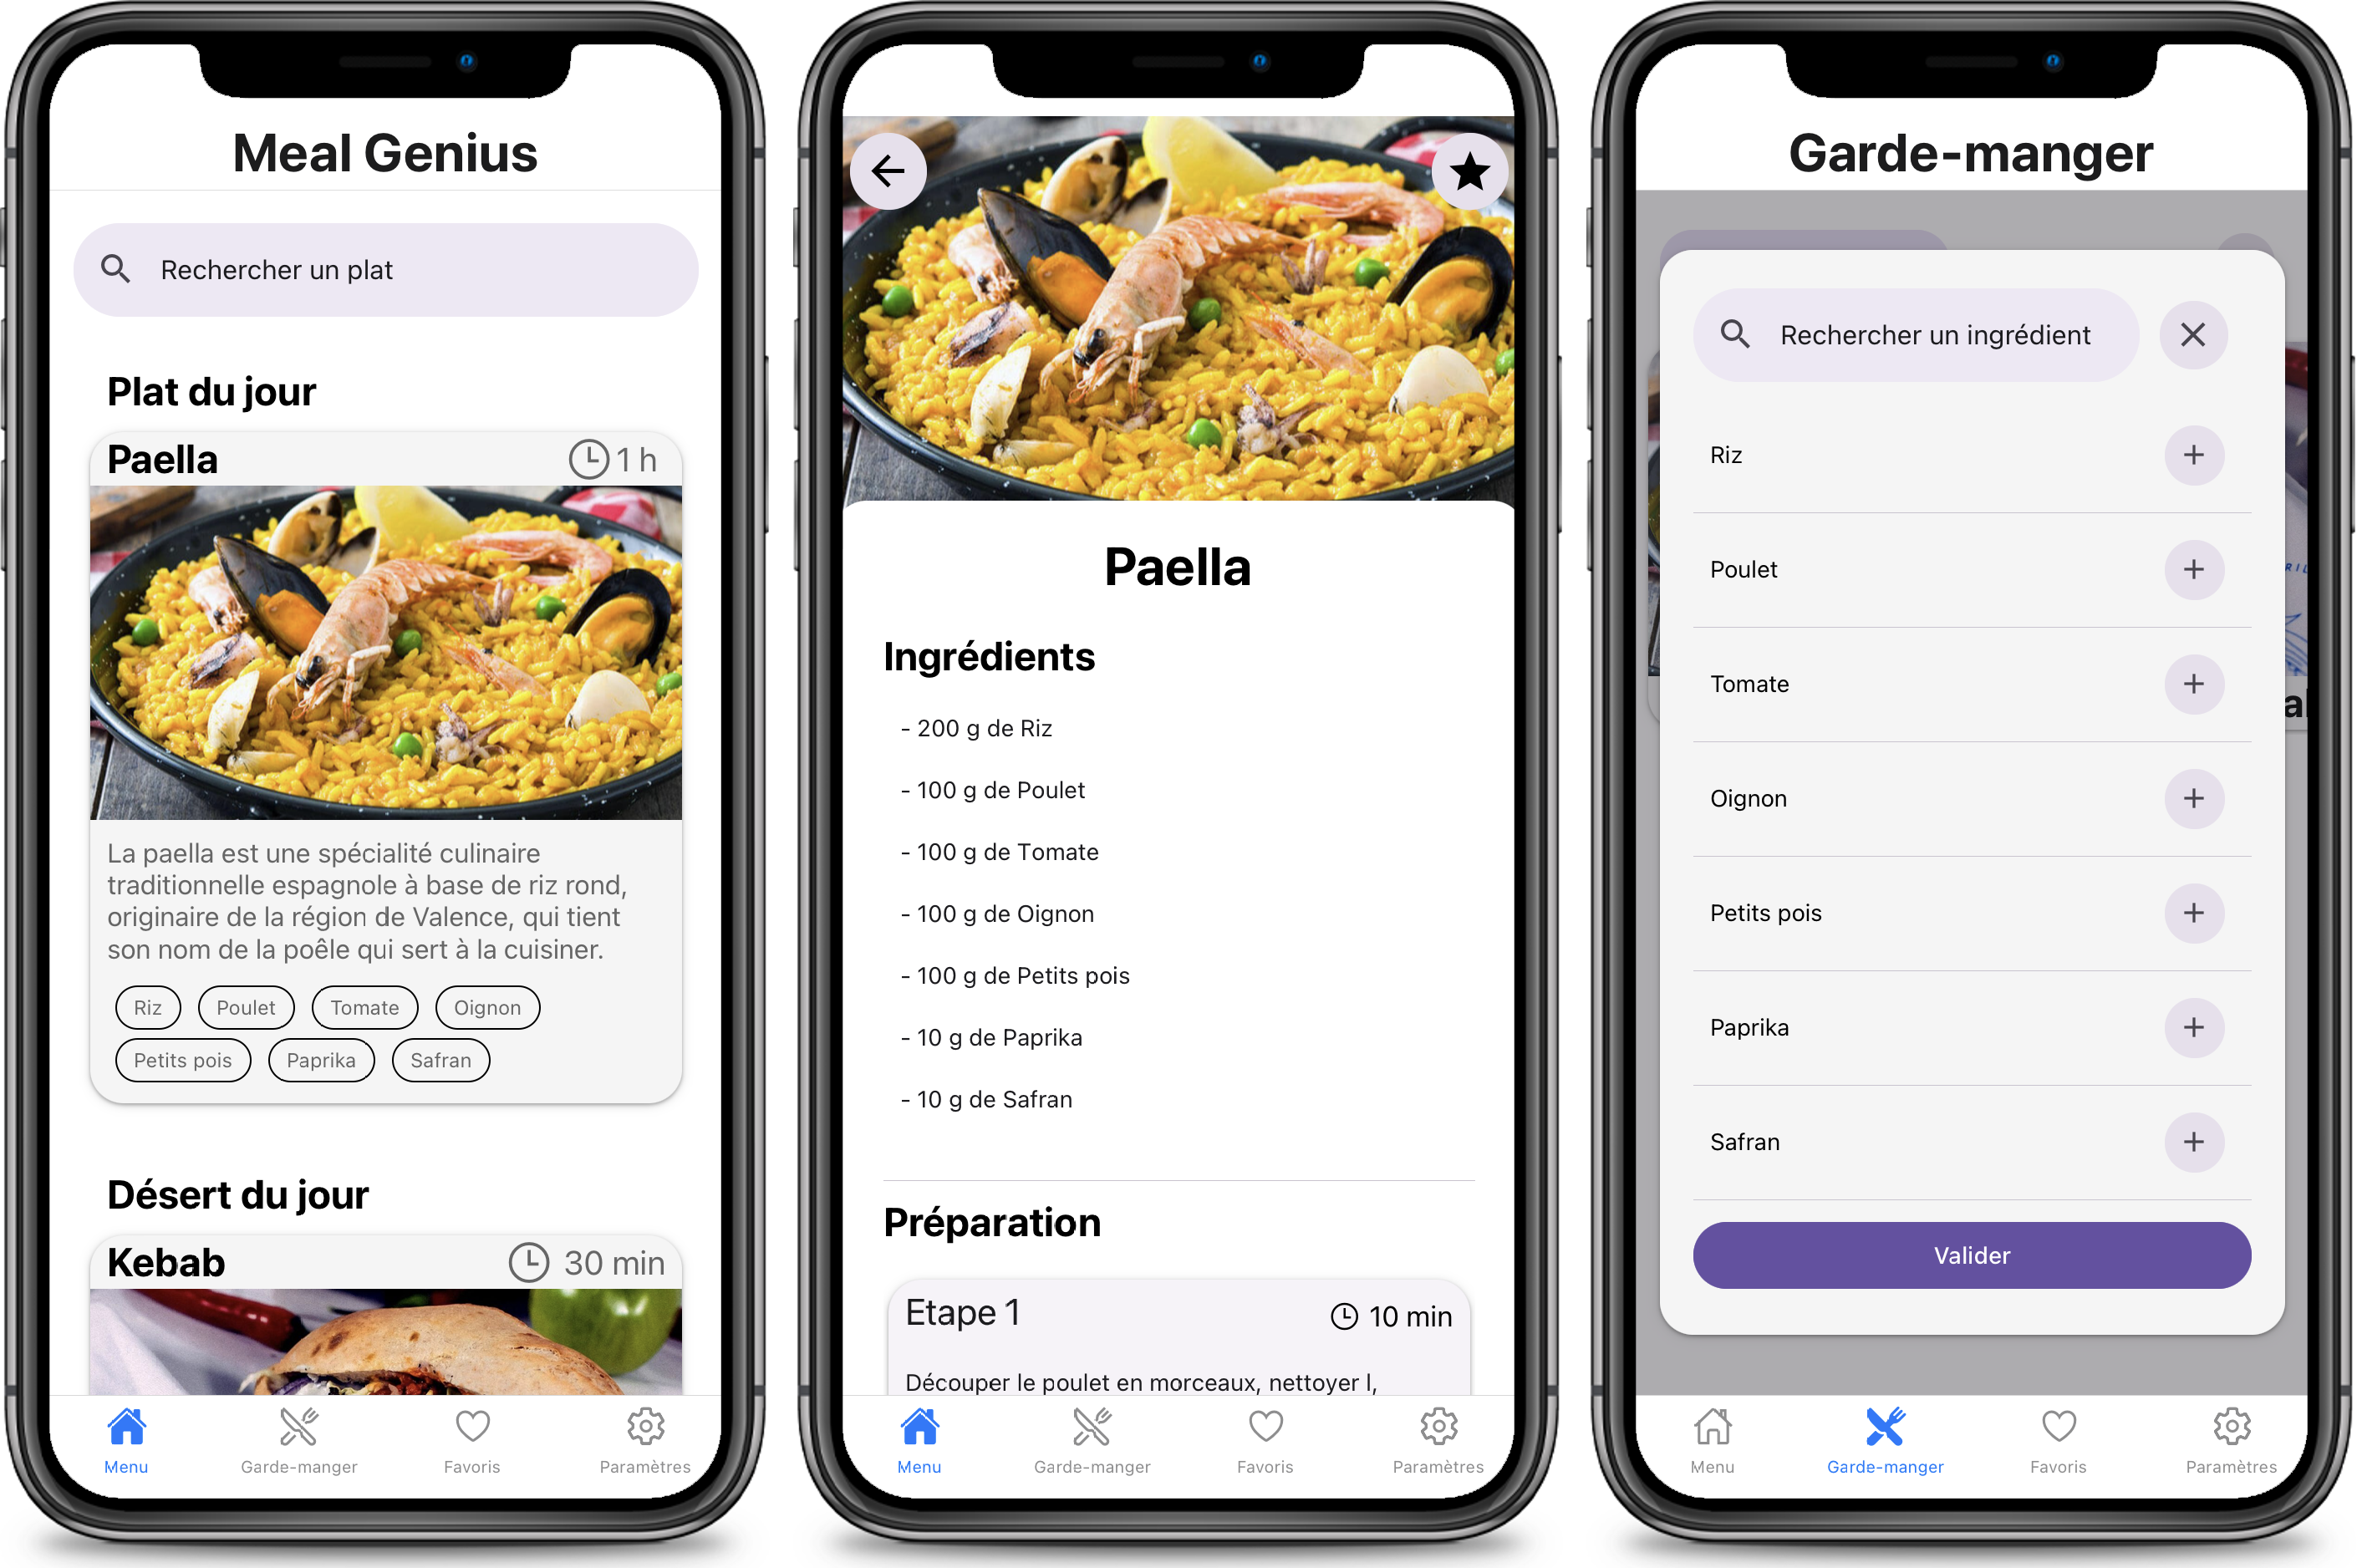 Meal Genius
Rechercher un plat
Plat du jour
Paella
1 h
La paella est une spécialité culinaire
traditionnelle espagnole à base de riz rond,
originaire de la région de Valence, qui tient
son nom de la poêle qui sert à la cuisiner.
Riz Poulet Tomate Oignon
Petits pois Paprika Safran
Désert du jour
Kebab
30 min
Menu Garde-manger Favoris Paramètres
Paella
Ingrédients
- 200 g de Riz
- 100 g de Poulet
- 100 g de Tomate
- 100 g de Oignon
- 100 g de Petits pois
- 10 g de Paprika
- 10 g de Safran
Préparation
Etape 1
10 min
Découper le poulet en morceaux, nettoyer l,
Menu Garde-manger Favoris Paramètres
Garde-manger
Rechercher un ingrédient
Riz
Poulet
Tomate
Oignon
Petits pois
Paprika
Safran
Valider
Menu Garde-manger Favoris Paramètres